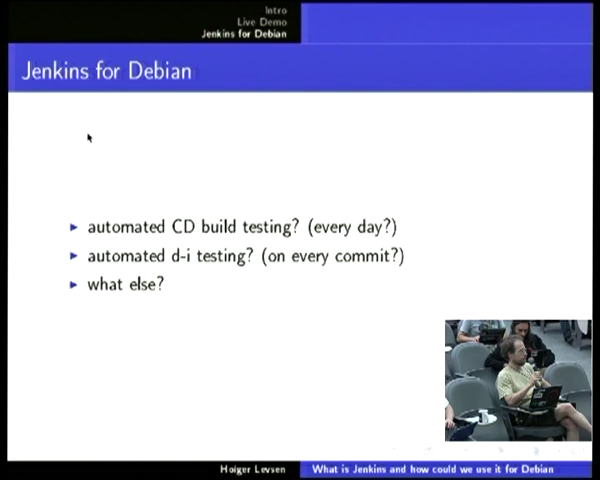 Intro
Live Demo
Jenkins for Debian
Jenkins for Debian
automated CD build testing? (every day?)
automated d-i testing? (on every commit?)
what else?
Holger Levsen
What is Jenkins and how could we use it for Debian